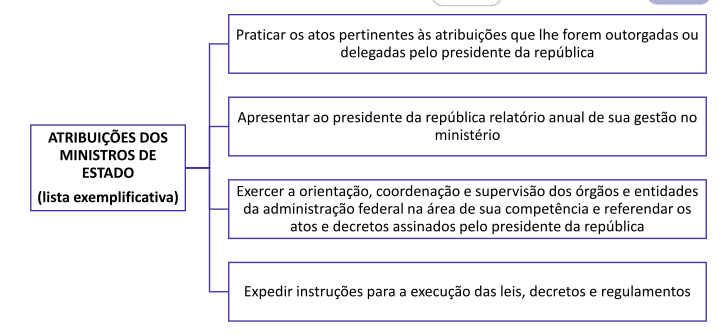 Praticar os atos pertinentes às atribuições que lhe forem outorgadas ou
delegadas pelo presidente da república
Apresentar ao presidente da república relatório anual de sua gestão no
ministério
ATRIBUIÇÕES DOS
MINISTROS DE
ESTADO
(lista exemplificativa)
Exercer a orientação, coordenação e supervisão dos órgãos e entidades
da administração federal na área de sua competência e referendar os
atos e decretos assinados pelo presidente da república
Expedir instruções para a execução das leis, decretos e regulamentos